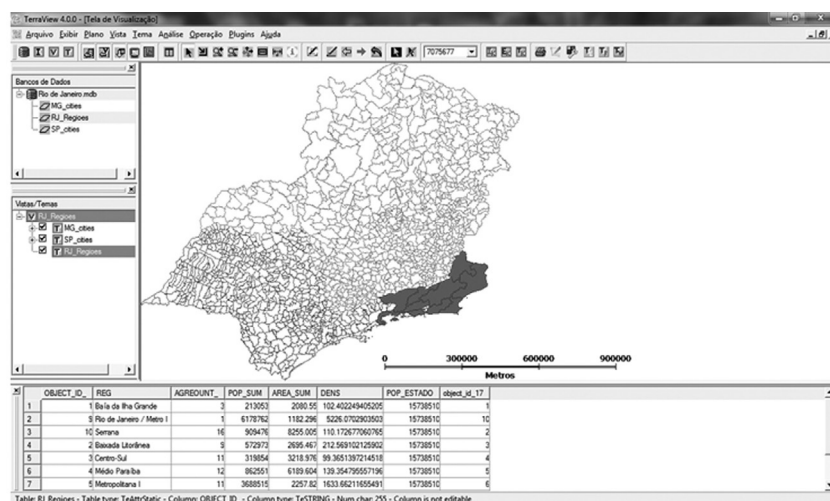 TerraView 4.0.0 - [Tela de Visualização]
Arquivo Exibir Plano Vista Tema Análise Operação Plugins Ajuda
7075677
Bancos de Dados
Rio de Janeiro.mdb
MG_cities
RJ_Regioes
SP_cities
Vistas/Temas
RJ_Regioes
MG_cities
SP_cities
RJ_Regioes
0 300000 600000 900000
Metros
OBJECT_ID_ REG AGREOUNT_ POP_SUM AREA_SUM DENS POP_ESTADO object_id_17
1 1 Baía da Ilha Grande 3 213053 2080.55 102.402249405205 15738510 1
2 9 Rio de Janeiro / Metro I 1 6178762 1182.296 5226.0702903503 15738510 10
3 10 Serrana 16 909476 8255.005 110.172677060765 15738510 2
4 2 Baixada Litorânea 9 572973 2695.467 212.569102125902 15738510 3
5 3 Centro-Sul 11 319854 3218.976 99.3651397214518 15738510 4
6 4 Médio Paraíba 12 862551 6189.604 139.354795557196 15738510 5
7 5 Metropolitana I 11 3688515 2257.82 1633.66211655491 15738510 6
Table: RJ_Regioes - Table type: TeAttrStatic - Column: OBJECT_ID_ - Column type: TeSTRING - Num char: 255 - Column is not editable